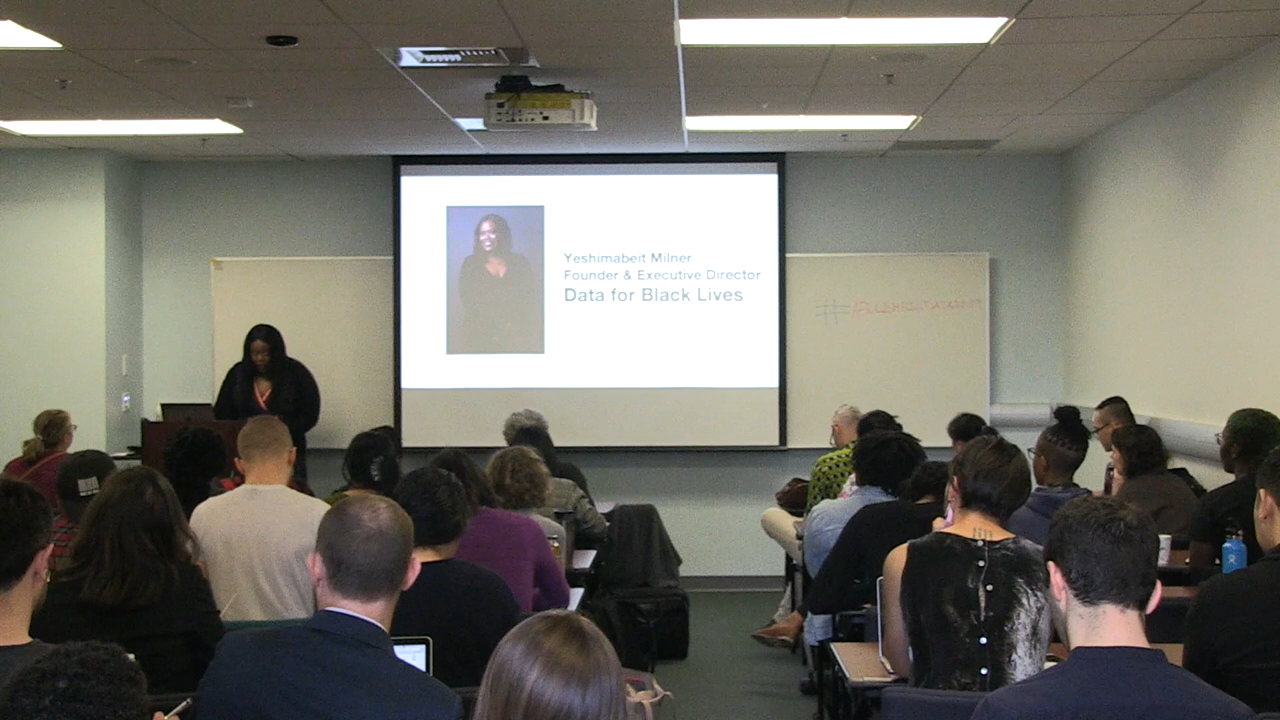 Yeshimabeit Milner
Founder & Executive Director
Data for Black Lives